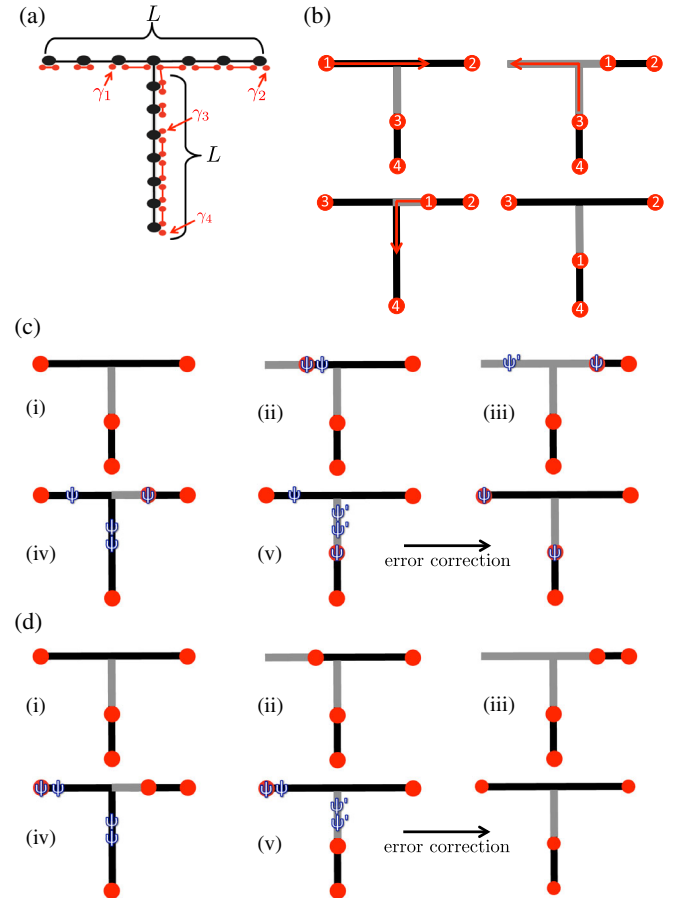 (a)
L
γ1
γ2
γ3
L
γ4
(b)
1 2
3
4
1 2
3
4
3 1 2
4
3 2
1
4
(c)
(i)
ψ ψ
(ii)
ψ' ψ
(iii)
ψ ψ
ψ
ψ
(iv)
ψ
ψ'
ψ'
ψ
(v)
error correction
ψ
ψ
(d)
(i)
(ii)
(iii)
ψ ψ
ψ
ψ
(iv)
ψ ψ
ψ'
ψ'
(v)
error correction